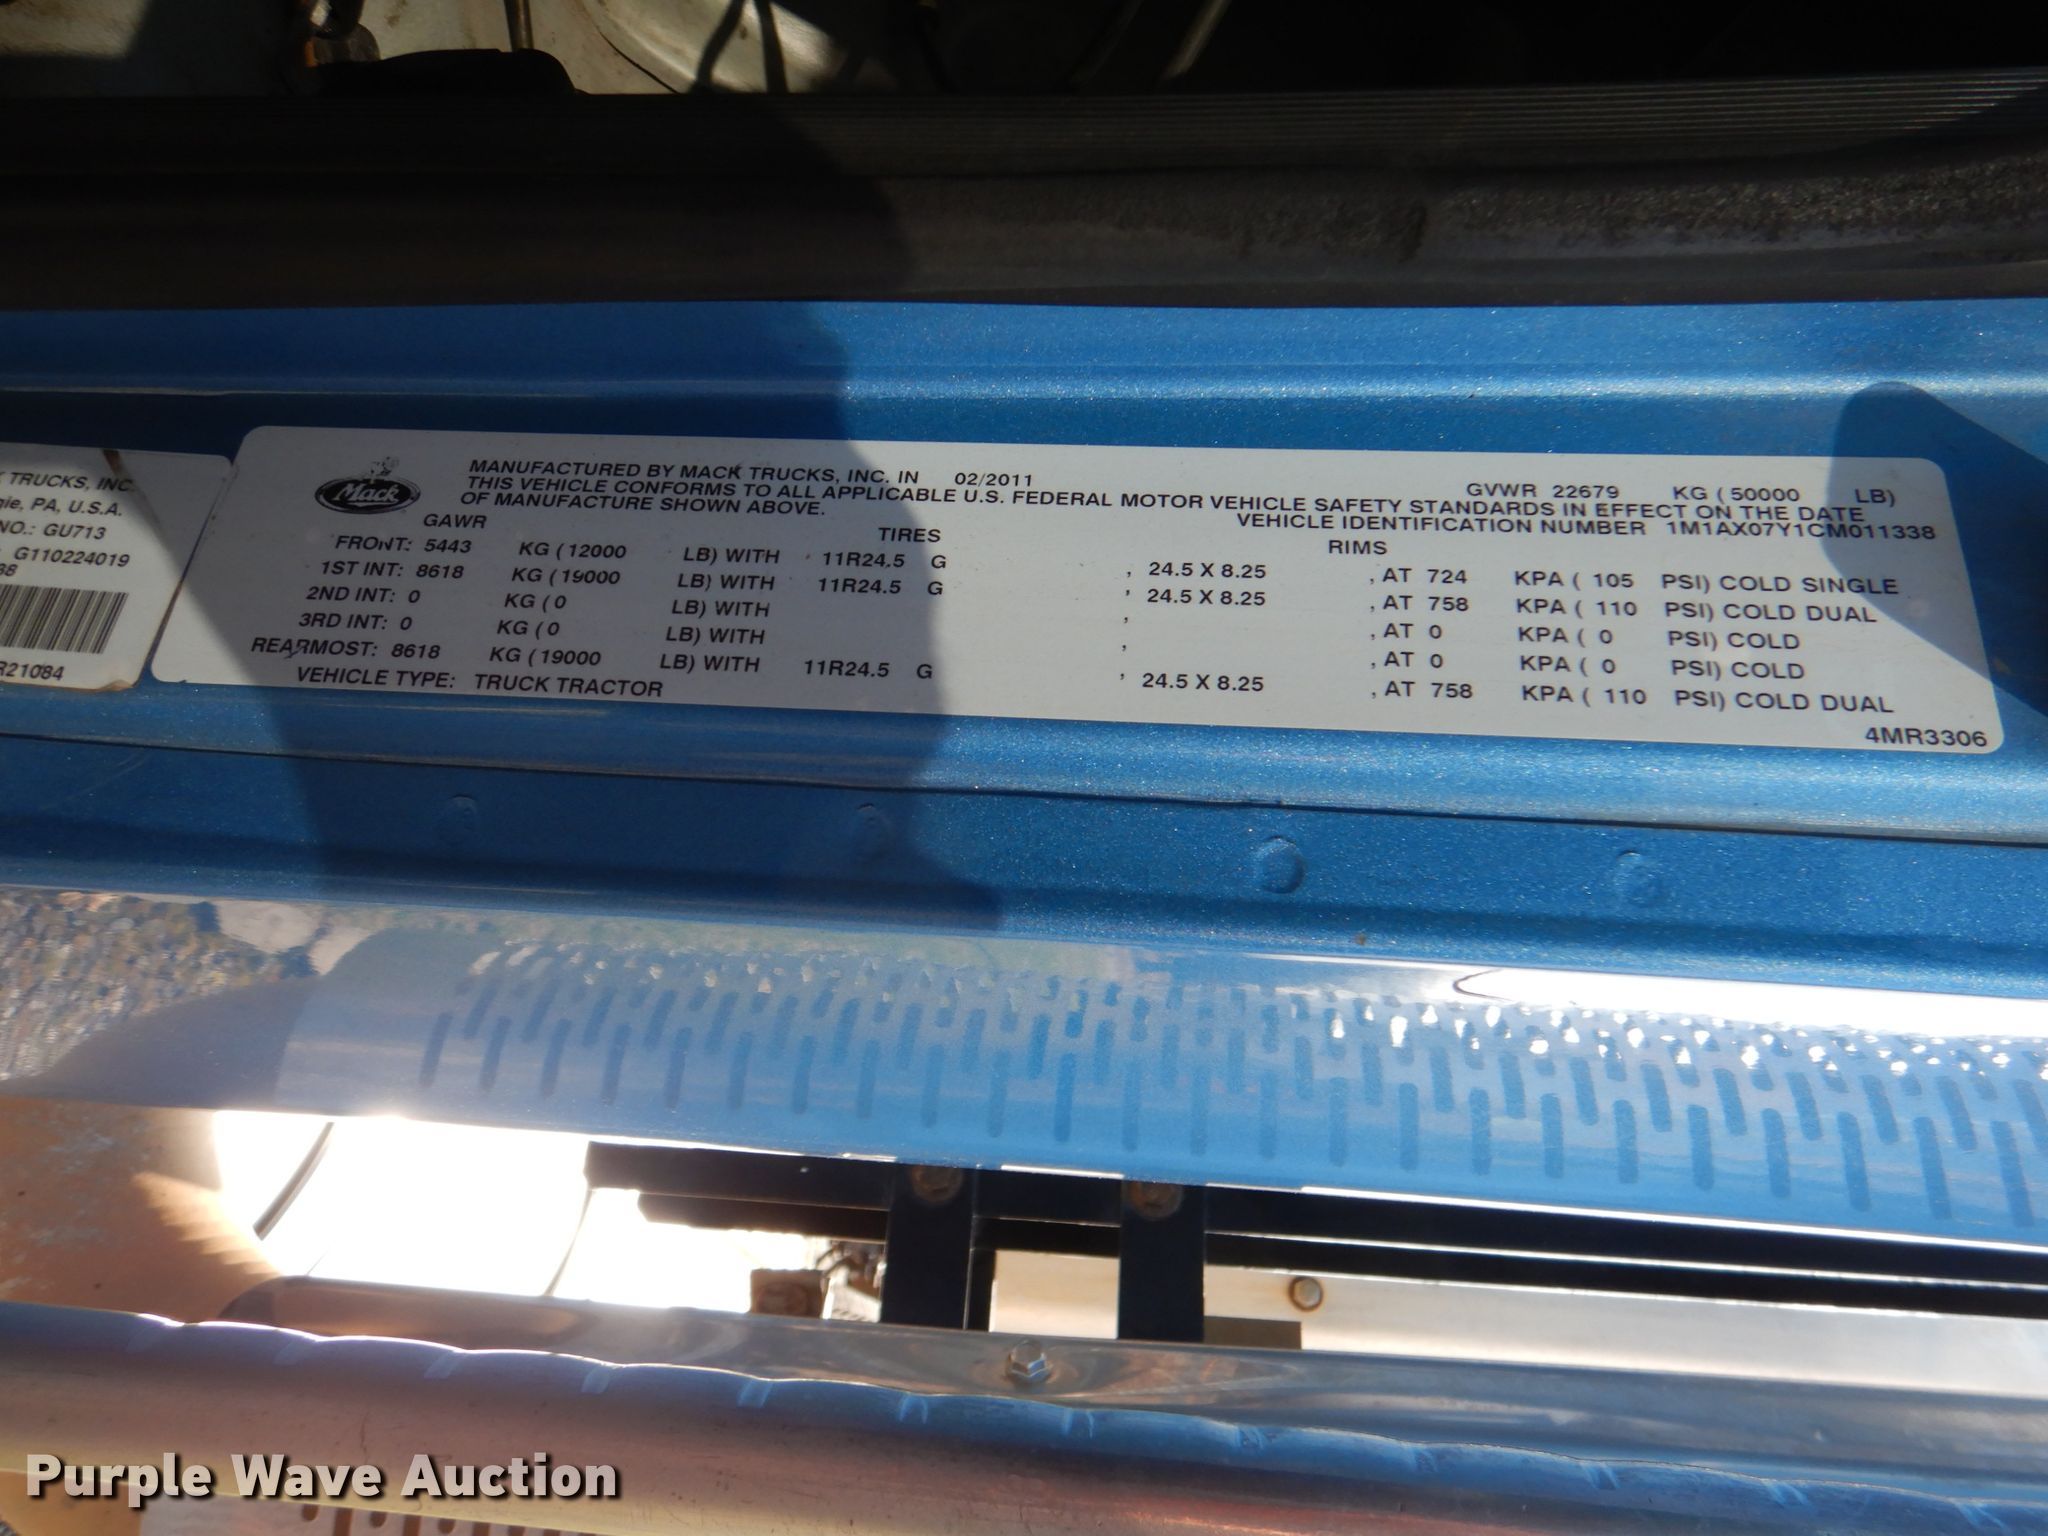 K TRUCKS, INC.
gie, PA, U.S.A.
NO.: GU713
G110224019
38
R21084
Mack
MANUFACTURED BY MACK TRUCKS, INC. IN 02/2011 GVWR 22679 KG (50000 LB)
THIS VEHICLE CONFORMS TO ALL APPLICABLE U.S. FEDERAL MOTOR VEHICLE SAFETY STANDARDS IN EFFECT ON THE DATE
OF MANUFACTURE SHOWN ABOVE. VEHICLE IDENTIFICATION NUMBER 1M1AX07Y1CM011338
GAWR TIRES RIMS
FRONT: 5443 KG (12000 LB) WITH 11R24.5 G , 24.5 X 8.25 , AT 724 KPA ( 105 PSI) COLD SINGLE
1ST INT: 8618 KG (19000 LB) WITH 11R24.5 G , 24.5 X 8.25 , AT 758 KPA ( 110 PSI) COLD DUAL
2ND INT: 0 KG (0 LB) WITH , , AT 0 KPA ( 0 PSI) COLD
3RD INT: 0 KG (0 LB) WITH , , AT 0 KPA ( 0 PSI) COLD
REARMOST: 8618 KG (19000 LB) WITH 11R24.5 G , 24.5 X 8.25 , AT 758 KPA ( 110 PSI) COLD DUAL
VEHICLE TYPE: TRUCK TRACTOR
4MR3306
Purple Wave Auction